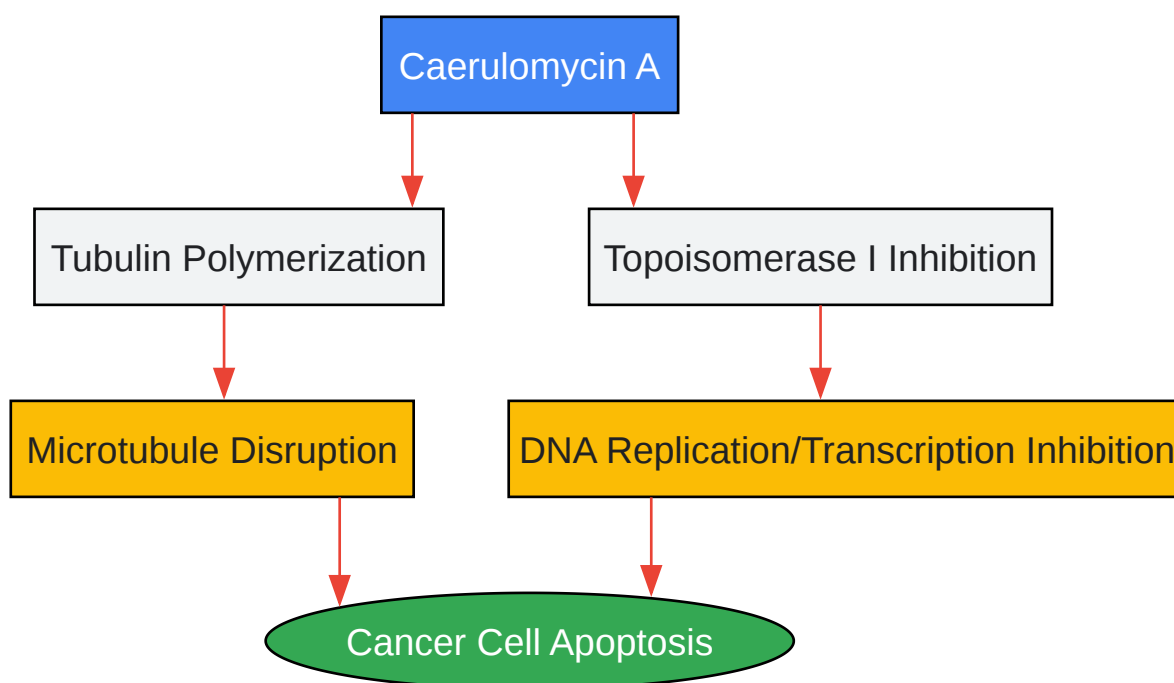 Caerulomycin A
Tubulin Polymerization
Topoisomerase I Inhibition
Microtubule Disruption
DNA Replication/Transcription Inhibition
Cancer Cell Apoptosis